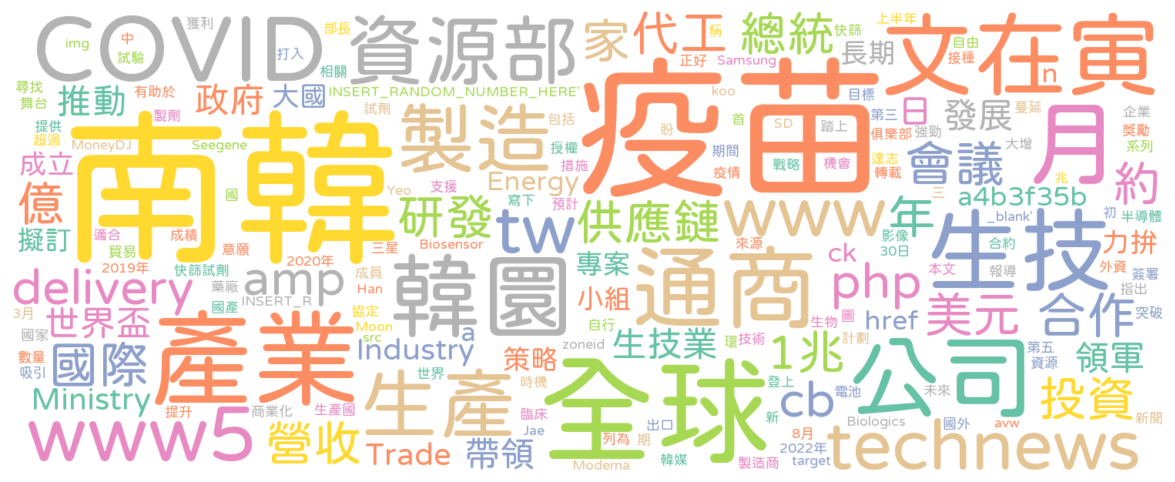 COVID 資源部 家 代工 總統 長期 文在寅
獲利 部長 稱 快篩 上半年 自由 接種 n
img 中 試驗 打入 相關 正好 Samsung
尋找 舞台 推動 有助於 政府 大國 INSERT_RANDOM_NUMBER_HERE' koo 目標 第三 日 發展 蔓延 企業
提供 超過 製劑 MoneyDJ Seegene 試劑 包括 製造 疫苗 盼 首 SD 踏上 俱樂部 強勁 大增 月 獎勵 系列
成立 南韓 國 授權 措施 期間 疫情 戰略 機會 達志 轉載 會議 兆 約
億 適合 Yeo 支援 Energy 預計 三 a4b3f35b
擬訂 貿易 成績 意願 三星 研發 寫下 tw 供應鏈 www 年 _blank' 初 半導體
2019年 2020年 Biosensor 來源 影像 30日 生技 合約 力拚
快篩試劑 藥廠 amp 成員 Han 韓圜 專案 通商 ck 本文 報導 外資 簽署
delivery 國產 INSERT_R 協定 小組 php 圖 指出 突破
3月 世界盃 Moon src a 自行 生物 href 美元 合作
國家 產業 Industry zoneid 生技業 環 技術 計劃 1兆 第五 資源 領軍
數量 吸引 國際 世界 策略 公司
Ministry 提升 商業化 生產國 生產 時機 臨床 全球 登上 電池 未來 投資
www5 營收 Trade 帶領 Jae 出口 新 cb Biologics 國外 avw 新聞
列為 期 8月 2022年 technews
Moderna 韓媒 製造商 target